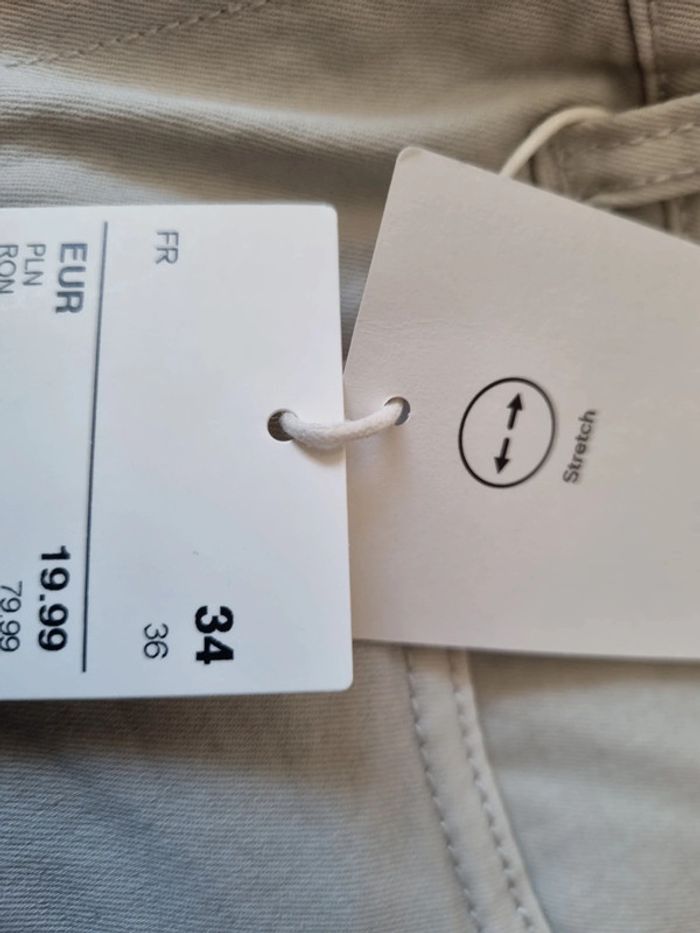 34
FR 36
EUR 19.99
PLN 79.99
RON
Stretch